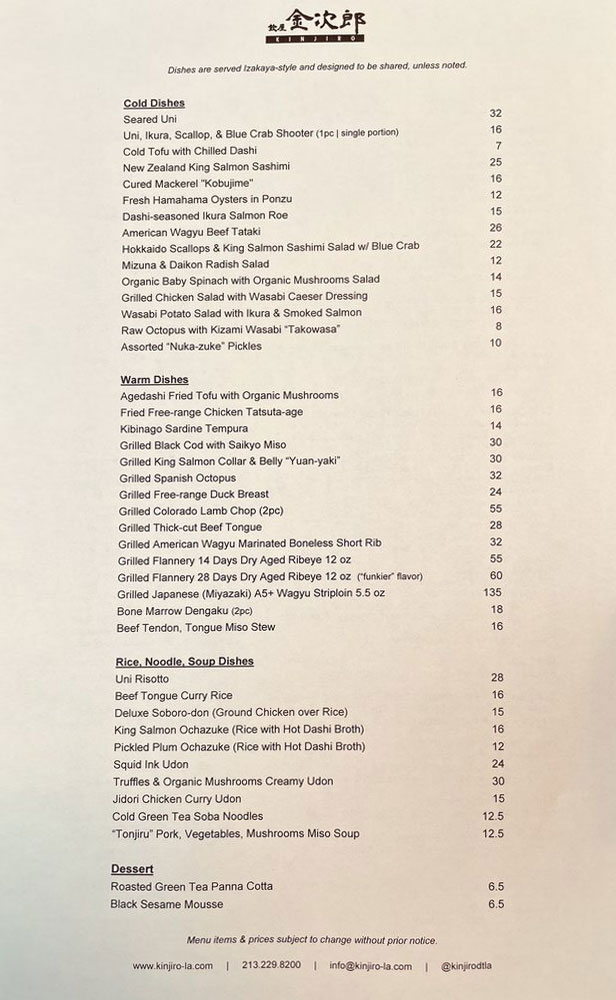 飲屋 金次郎
KINJIRO
Dishes are served Izakaya-style and designed to be shared, unless noted.
Cold Dishes
Seared Uni 32
Uni, Ikura, Scallop, & Blue Crab Shooter (1pc | single portion) 16
Cold Tofu with Chilled Dashi 7
New Zealand King Salmon Sashimi 25
Cured Mackerel "Kobujime" 16
Fresh Hamahama Oysters in Ponzu 12
Dashi-seasoned Ikura Salmon Roe 15
American Wagyu Beef Tataki 26
Hokkaido Scallops & King Salmon Sashimi Salad w/ Blue Crab 22
Mizuna & Daikon Radish Salad 12
Organic Baby Spinach with Organic Mushrooms Salad 14
Grilled Chicken Salad with Wasabi Caeser Dressing 15
Wasabi Potato Salad with Ikura & Smoked Salmon 16
Raw Octopus with Kizami Wasabi "Takowasa" 8
Assorted "Nuka-zuke" Pickles 10
Warm Dishes
Agedashi Fried Tofu with Organic Mushrooms 16
Fried Free-range Chicken Tatsuta-age 16
Kibinago Sardine Tempura 14
Grilled Black Cod with Saikyo Miso 30
Grilled King Salmon Collar & Belly "Yuan-yaki" 30
Grilled Spanish Octopus 32
Grilled Free-range Duck Breast 24
Grilled Colorado Lamb Chop (2pc) 55
Grilled Thick-cut Beef Tongue 28
Grilled American Wagyu Marinated Boneless Short Rib 32
Grilled Flannery 14 Days Dry Aged Ribeye 12 oz 55
Grilled Flannery 28 Days Dry Aged Ribeye 12 oz ("funkier" flavor) 60
Grilled Japanese (Miyazaki) A5+ Wagyu Striploin 5.5 oz 135
Bone Marrow Dengaku (2pc) 18
Beef Tendon, Tongue Miso Stew 16
Rice, Noodle, Soup Dishes
Uni Risotto 28
Beef Tongue Curry Rice 16
Deluxe Soboro-don (Ground Chicken over Rice) 15
King Salmon Ochazuke (Rice with Hot Dashi Broth) 16
Pickled Plum Ochazuke (Rice with Hot Dashi Broth) 12
Squid Ink Udon 24
Truffles & Organic Mushrooms Creamy Udon 30
Jidori Chicken Curry Udon 15
Cold Green Tea Soba Noodles 12.5
"Tonjiru" Pork, Vegetables, Mushrooms Miso Soup 12.5
Dessert
Roasted Green Tea Panna Cotta 6.5
Black Sesame Mousse 6.5
Menu items & prices subject to change without prior notice.
www.kinjiro-la.com | 213.229.8200 | info@kinjiro-la.com | @kinjirodtla